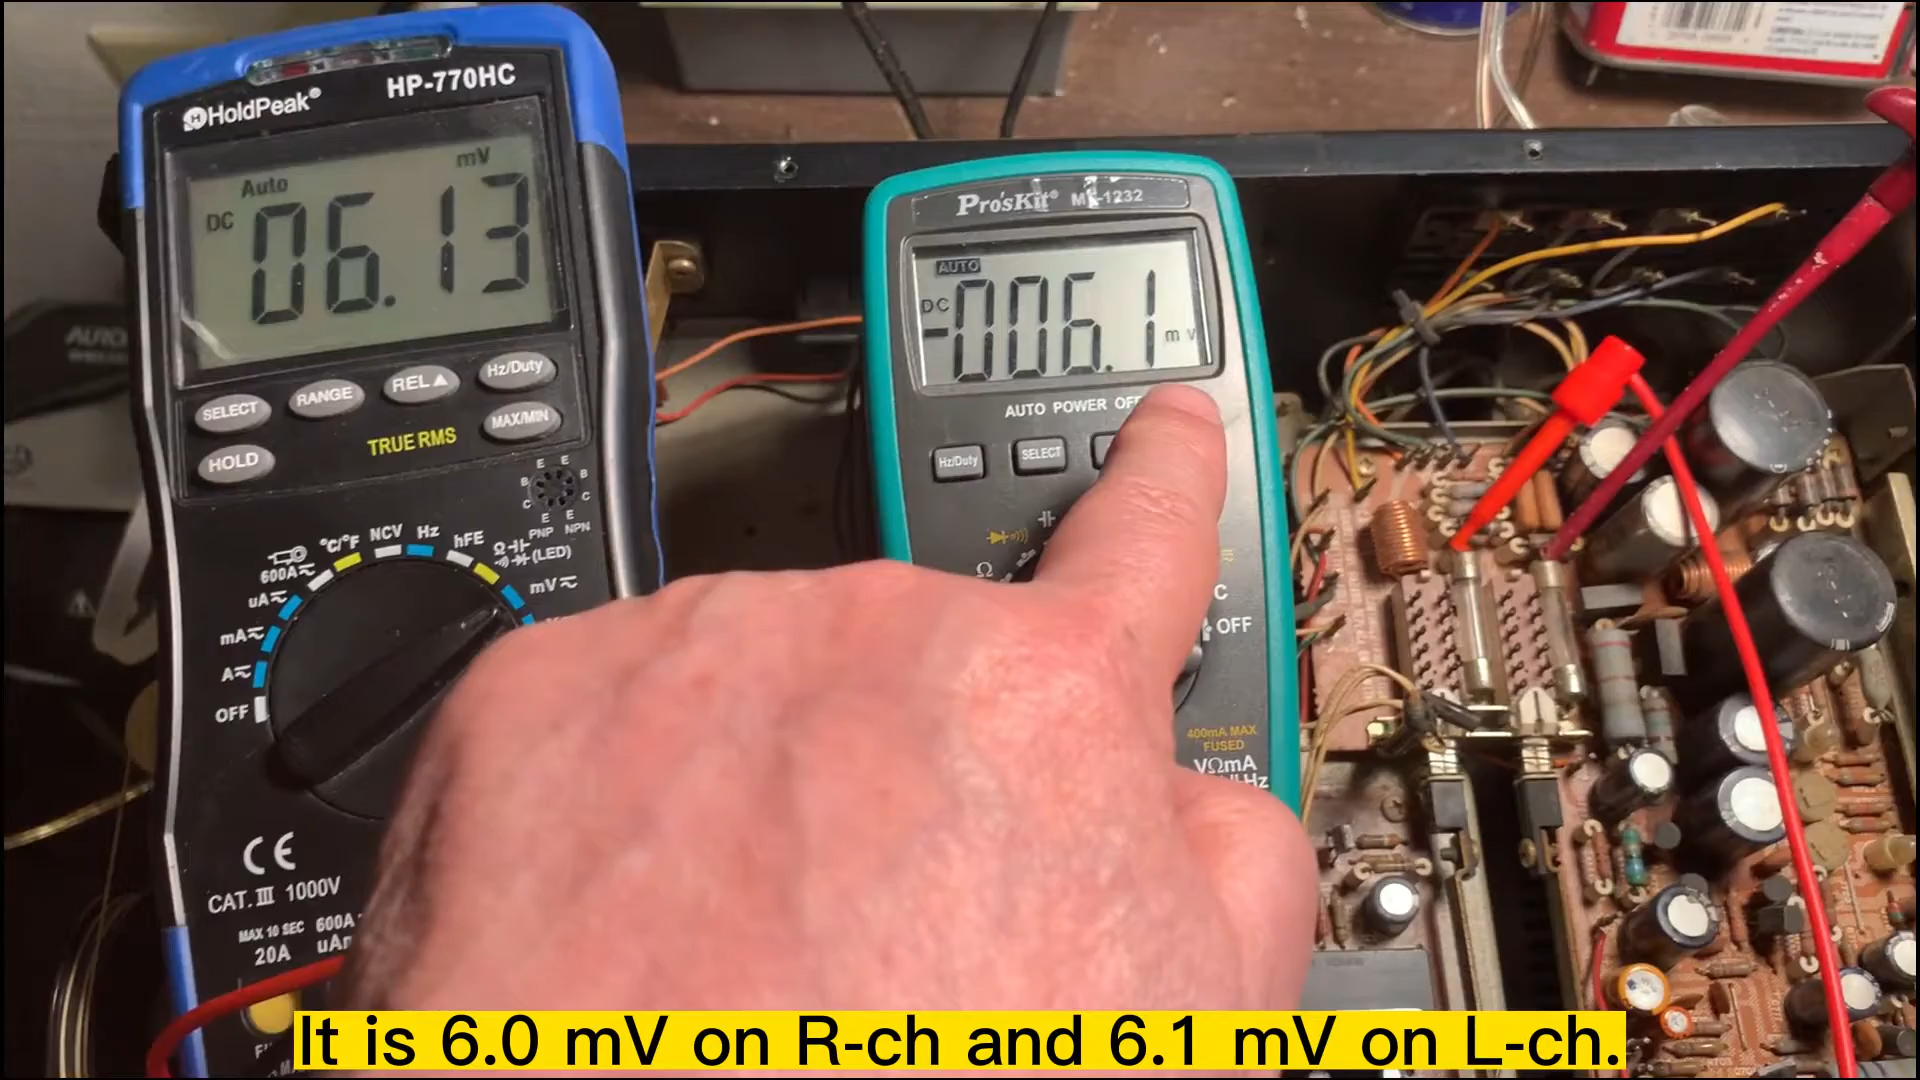 HoldPeak®
HP-770HC
mV
Auto
DC 06.13
SELECT
RANGE
REL▲
Hz/Duty
HOLD
TRUE RMS
MAX/MIN
E
E
B
B
C
C
E
E
PNP
NPN
OFF
A
mA
uA
600A
°C/°F
NCV
Hz
hFE
Ω
(LED)
mV
CE
CAT. III 1000V
MAX 10 SEC
20A
600A
Pro'sKit®
AUTO
DC
-006.1 mV
AUTO POWER OFF
Hz/Duty
SELECT
Ω
C
OFF
400mA MAX
FUSED
VΩmA
Hz
AUTO
It is 6.0 mV on R-ch and 6.1 mV on L-ch.